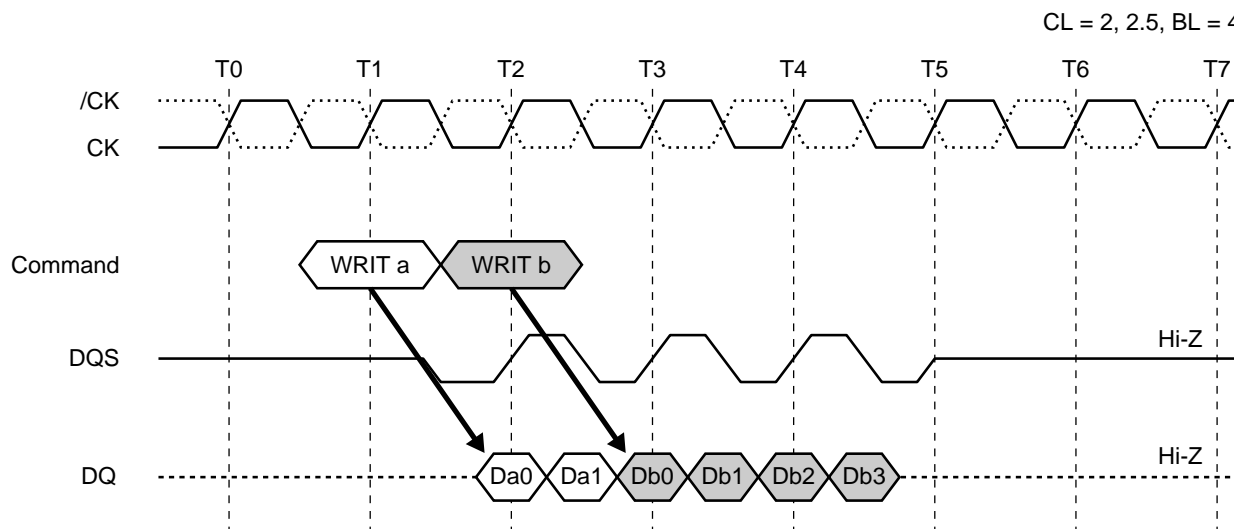 CL = 2, 2.5, BL = 4
T0 T1 T2 T3 T4 T5 T6 T7
/CK
CK
Command WRIT a WRIT b
DQS Hi-Z
DQ Da0 Da1 Db0 Db1 Db2 Db3 Hi-Z